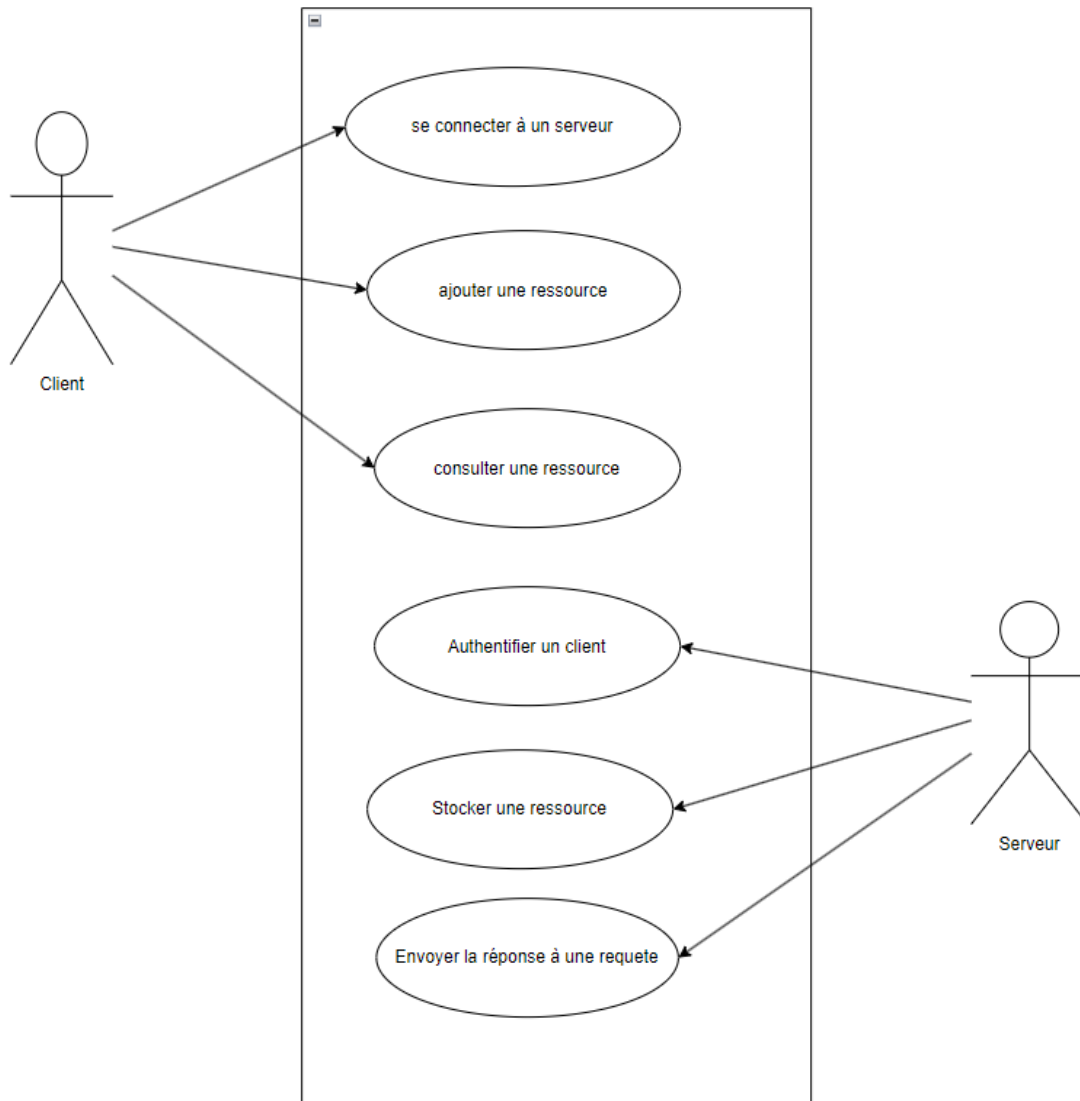 se connecter à un serveur
ajouter une ressource
Client
consulter une ressource
Authentifier un client
Stocker une ressource
Serveur
Envoyer la réponse à une requete